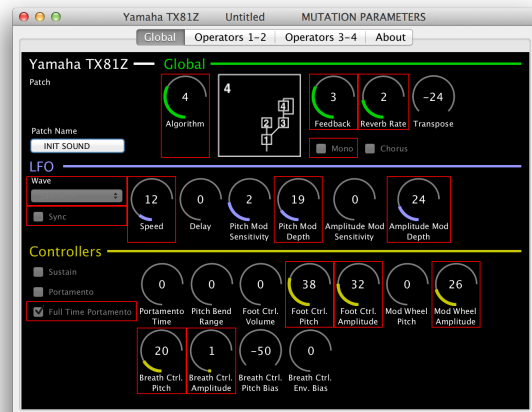 Yamaha TX81Z Untitled MUTATION PARAMETERS
Global Operators 1-2 Operators 3-4 About
Yamaha TX81Z Global
Patch
4
Algorithm
4
4
2 3
1
3
Feedback
2
Reverb Rate
-24
Transpose
Mono Chorus
Patch Name
INIT SOUND
LFO
Wave
Sync
12
Speed
0
Delay
2
Pitch Mod
Sensitivity
19
Pitch Mod
Depth
0
Amplitude Mod
Sensitivity
24
Amplitude Mod
Depth
Controllers
Sustain
Portamento
Full Time Portamento
0
Portamento
Time
0
Pitch Bend
Range
0
Foot Ctrl.
Volume
38
Foot Ctrl.
Pitch
32
Foot Ctrl.
Amplitude
0
Mod Wheel
Pitch
26
Mod Wheel
Amplitude
20
Breath Ctrl.
Pitch
1
Breath Ctrl.
Amplitude
-50
Breath Ctrl.
Pitch Bias
0
Breath Ctrl.
Env. Bias